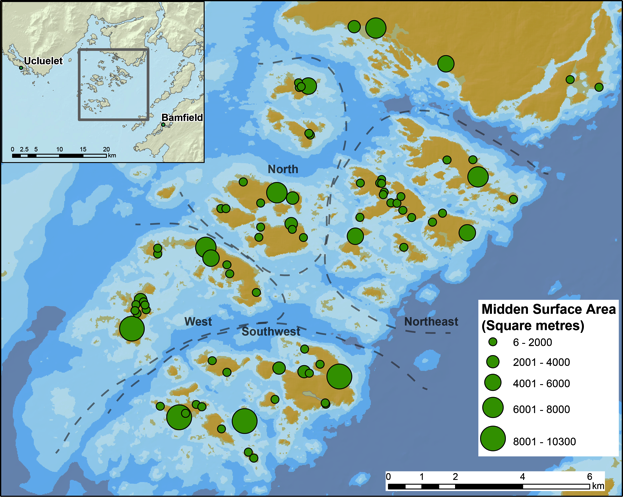 Ucluelet
Bamfield
0 2.5 5 10 15 20
km
North
West
Southwest
Northeast
Midden Surface Area
(Square metres)
6 - 2000
2001 - 4000
4001 - 6000
6001 - 8000
8001 - 10300
0 1 2 4 6
km